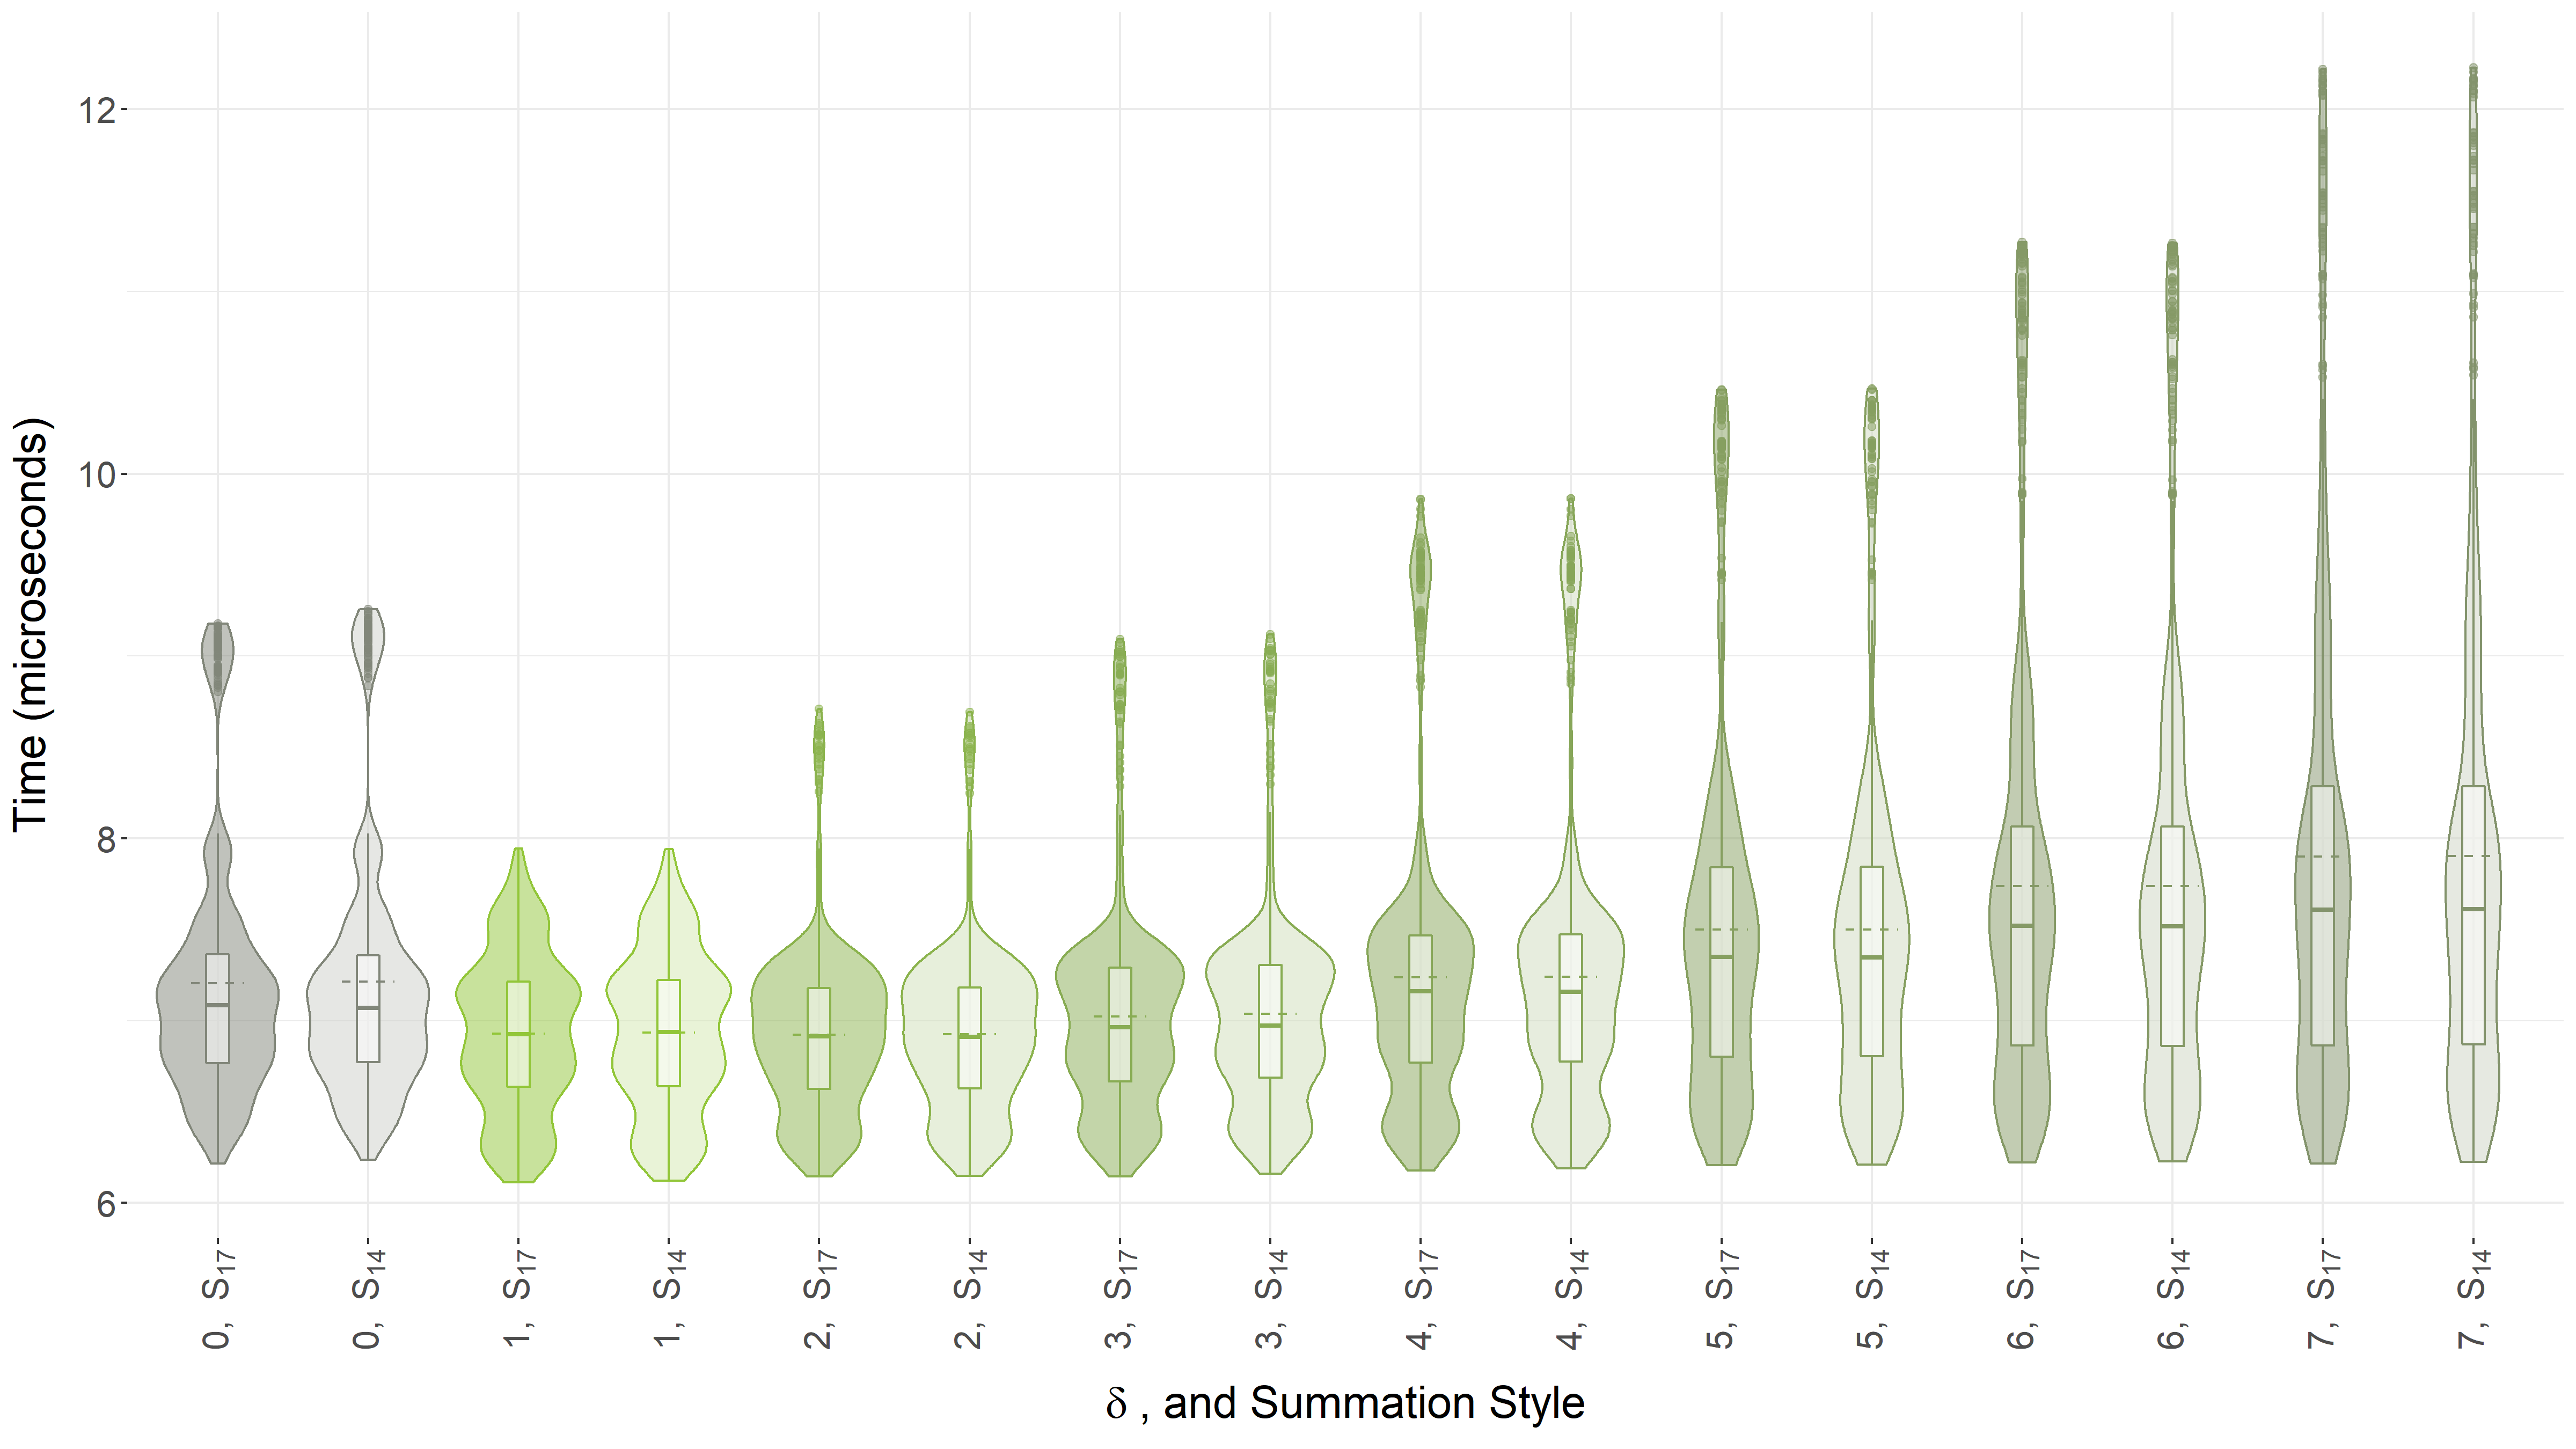 Time (microseconds)
12
10
8
6
0, S₁₇
0, S₁₄
1, S₁₇
1, S₁₄
2, S₁₇
2, S₁₄
3, S₁₇
3, S₁₄
4, S₁₇
4, S₁₄
5, S₁₇
5, S₁₄
6, S₁₇
6, S₁₄
7, S₁₇
7, S₁₄
δ , and Summation Style